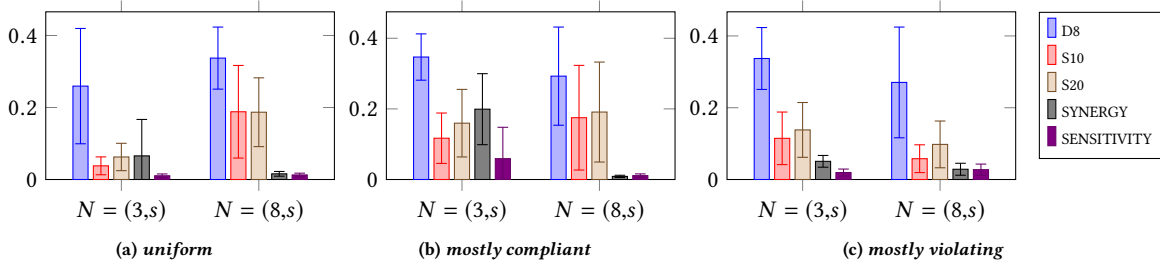 0.4
0.2
0
N = (3,s)
N = (8,s)
(a) uniform
0.4
0.2
0
N = (3,s)
N = (8,s)
(b) mostly compliant
0.4
0.2
0
N = (3,s)
N = (8,s)
(c) mostly violating
D8
S10
S20
SYNERGY
SENSITIVITY